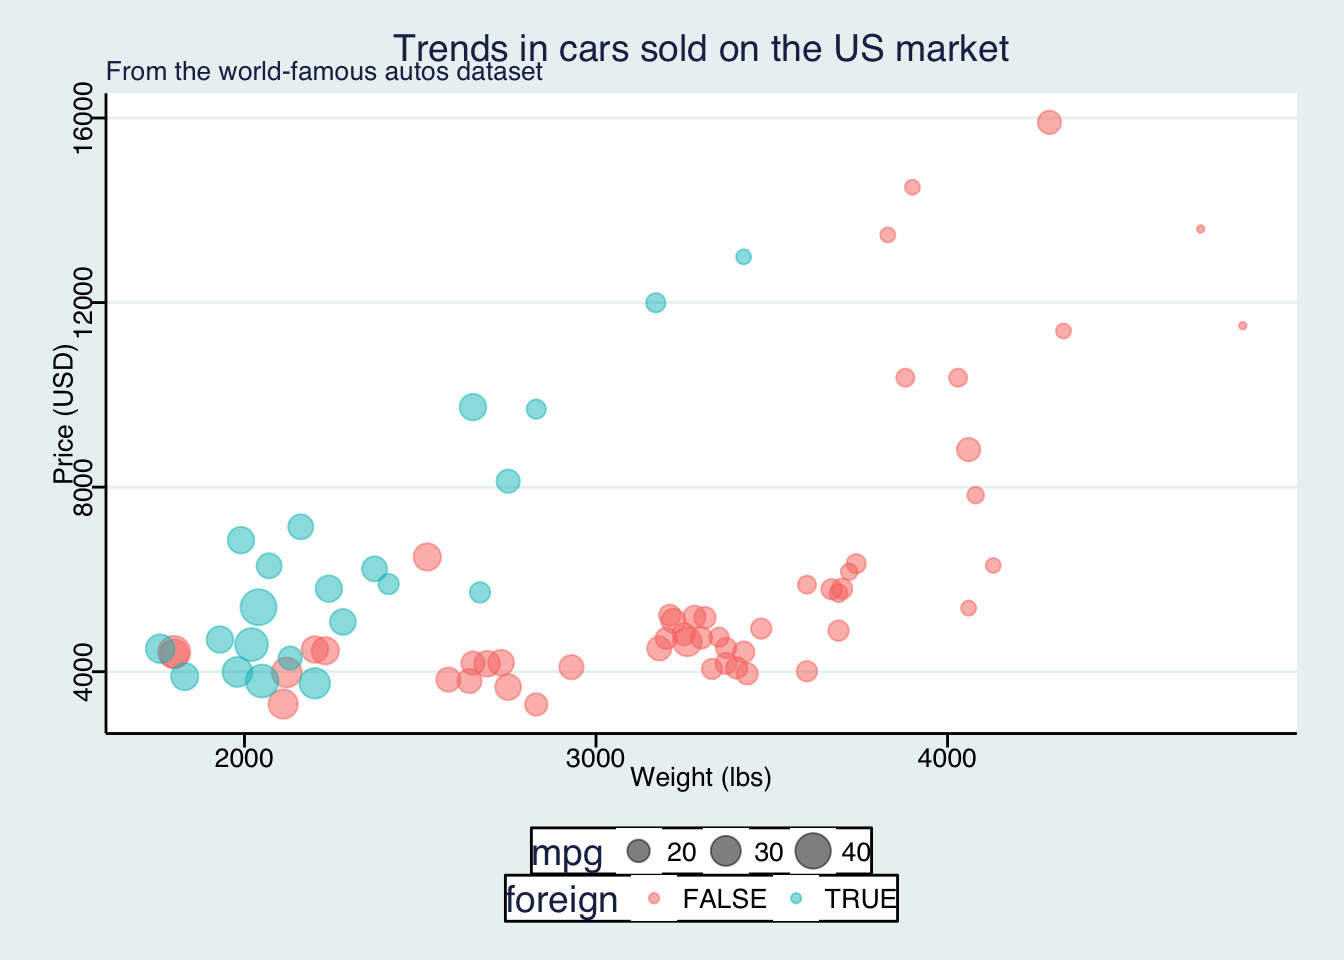 Trends in cars sold on the US market
From the world-famous autos dataset
16000
12000
8000
4000
Price (USD)
2000 3000 4000
Weight (lbs)
mpg 20 30 40
foreign FALSE TRUE